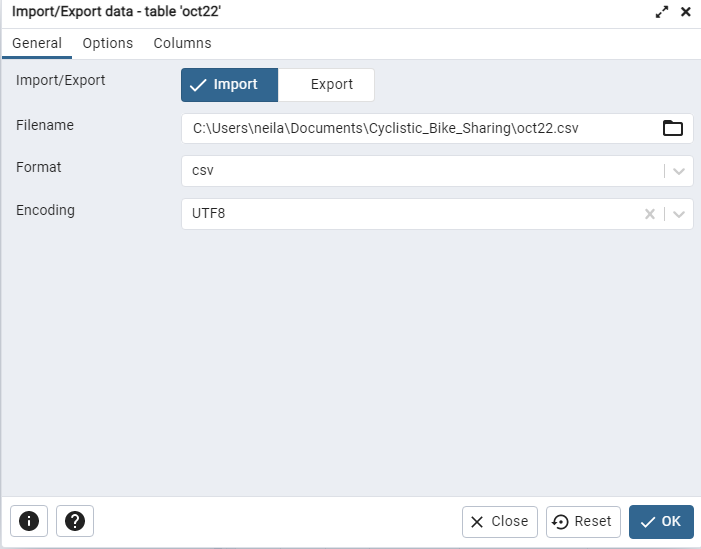 Import/Export data - table 'oct22'
General Options Columns
Import/Export Import Export
Filename C:\Users\neila\Documents\Cyclistic_Bike_Sharing\oct22.csv
Format csv
Encoding UTF8
Close Reset OK